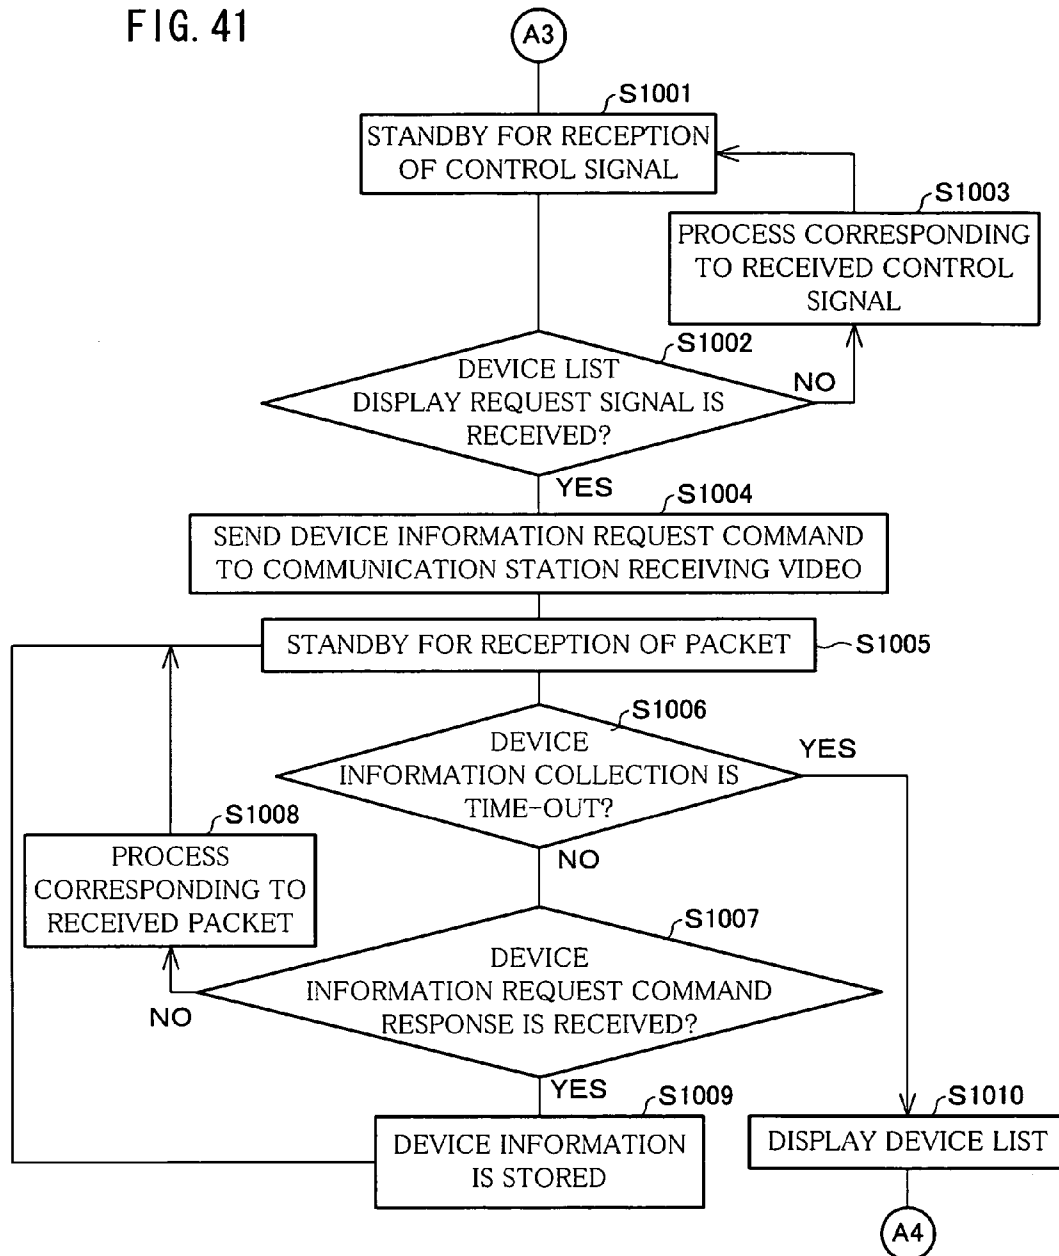 FIG. 41
A3
S1001
STANDBY FOR RECEPTION
OF CONTROL SIGNAL
S1003
PROCESS CORRESPONDING
TO RECEIVED CONTROL
SIGNAL
S1002
DEVICE LIST
DISPLAY REQUEST SIGNAL IS
RECEIVED?
NO
YES
S1004
SEND DEVICE INFORMATION REQUEST COMMAND
TO COMMUNICATION STATION RECEIVING VIDEO
STANDBY FOR RECEPTION OF PACKET
S1005
S1006
DEVICE
INFORMATION COLLECTION IS
TIME-OUT?
YES
NO
S1008
PROCESS
CORRESPONDING TO
RECEIVED PACKET
S1007
DEVICE
INFORMATION REQUEST COMMAND
RESPONSE IS RECEIVED?
NO
YES
S1009
DEVICE INFORMATION
IS STORED
S1010
DISPLAY DEVICE LIST
A4